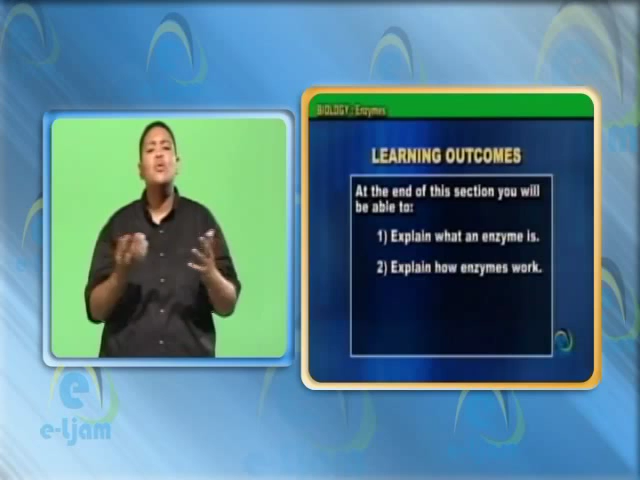 BIOLOGY : Enzymes
LEARNING OUTCOMES
At the end of this section you will
be able to:
1) Explain what an enzyme is.
2) Explain how enzymes work.
e
e-Ljam